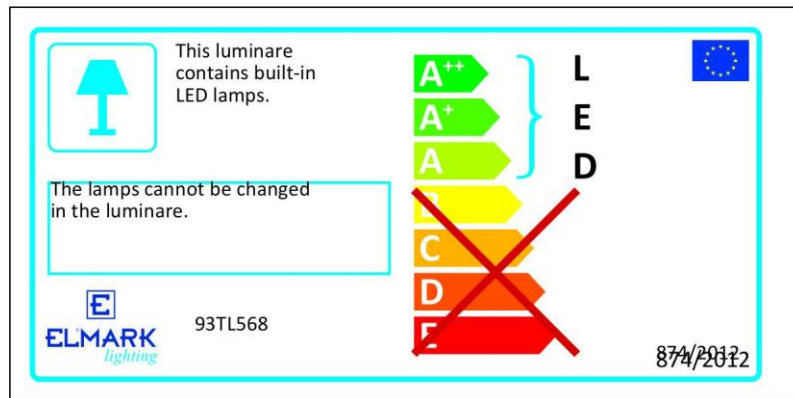 This luminare
contains built-in
LED lamps.
The lamps cannot be changed
in the luminare.
E
ELMARK
lighting
93TL568
A++
A+
A
B
C
D
E
L
E
D
874/2012
874/2012